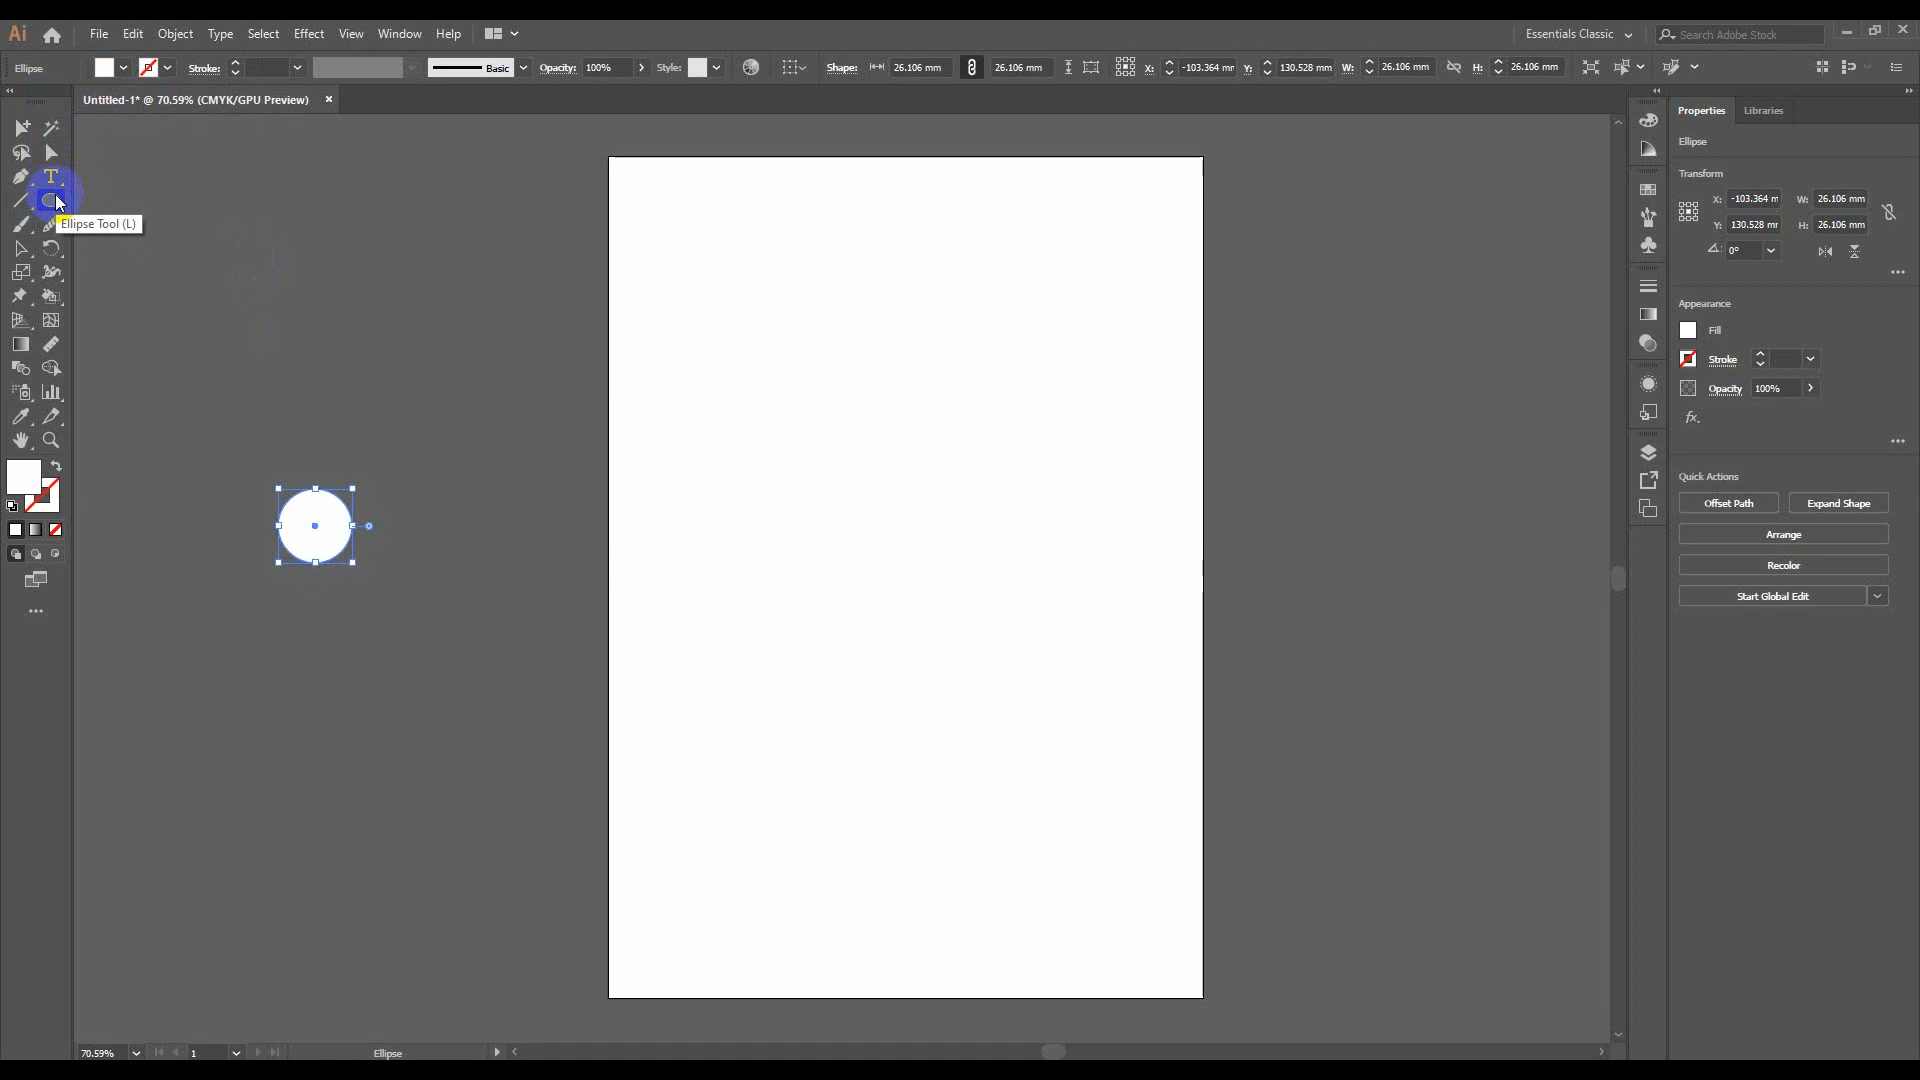 Ai File Edit Object Type Select Effect View Window Help Essentials Classic Search Adobe Stock
Ellipse Stroke: Basic Opacity: 100% Style: Shape: 26.106 mm 26.106 mm X: -103.364 mm Y: 130.528 mm W: 26.106 mm H: 26.106 mm
Untitled-1* @ 70.59% (CMYK/GPU Preview) ×
Properties Libraries
Ellipse
Transform
X: -103.364 m W: 26.106 mm
Y: 130.528 mr H: 26.106 mm
0°
Ellipse Tool (L)
Appearance
Fill
Stroke
Opacity 100%
fx.
Quick Actions
Offset Path Expand Shape
Arrange
Recolor
Start Global Edit
70.59% 1 Ellipse